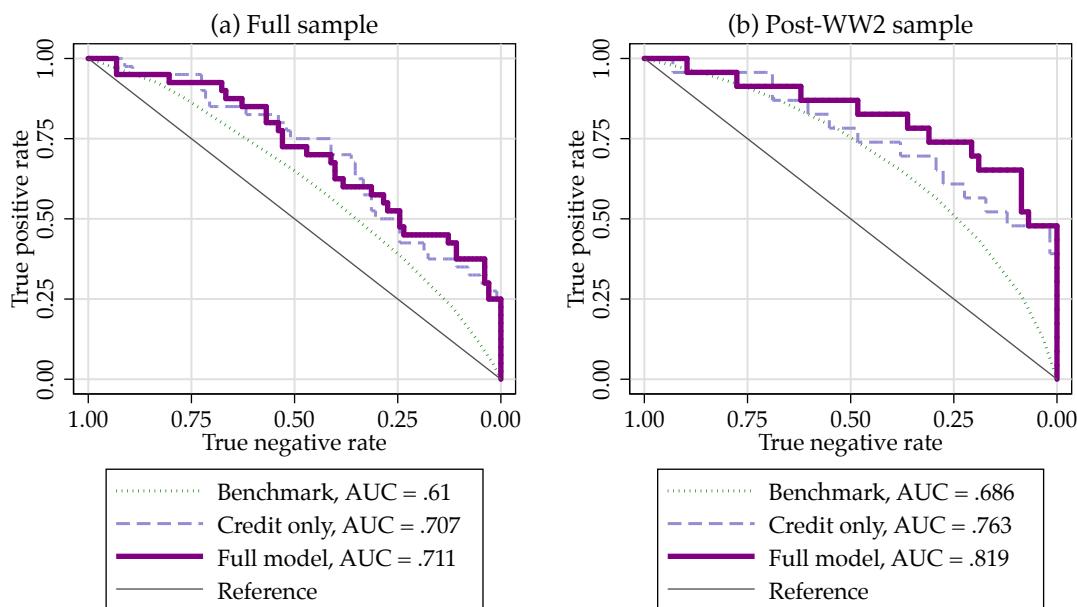 (a) Full sample
True positive rate
1.00
0.75
0.50
0.25
0.00
1.00 0.75 0.50 0.25 0.00
True negative rate
Benchmark, AUC = .61
Credit only, AUC = .707
Full model, AUC = .711
Reference
(b) Post-WW2 sample
True positive rate
1.00
0.75
0.50
0.25
0.00
1.00 0.75 0.50 0.25 0.00
True negative rate
Benchmark, AUC = .686
Credit only, AUC = .763
Full model, AUC = .819
Reference